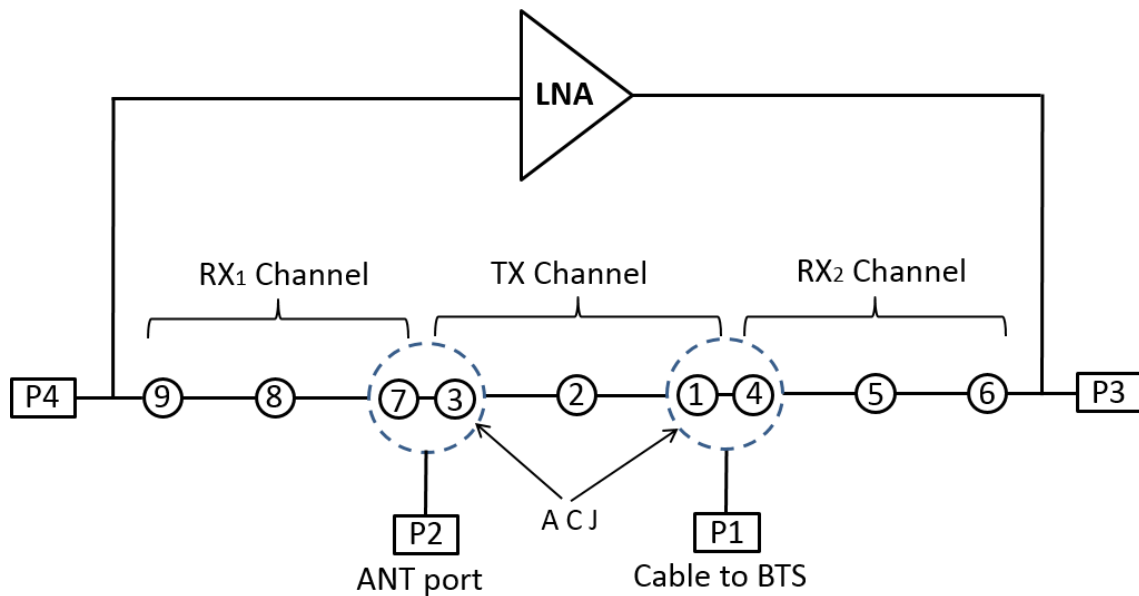 LNA
RX₁ Channel
TX Channel
RX₂ Channel
P4
9
8
7
3
2
1
4
5
6
P3
A C J
P2
P1
ANT port
Cable to BTS